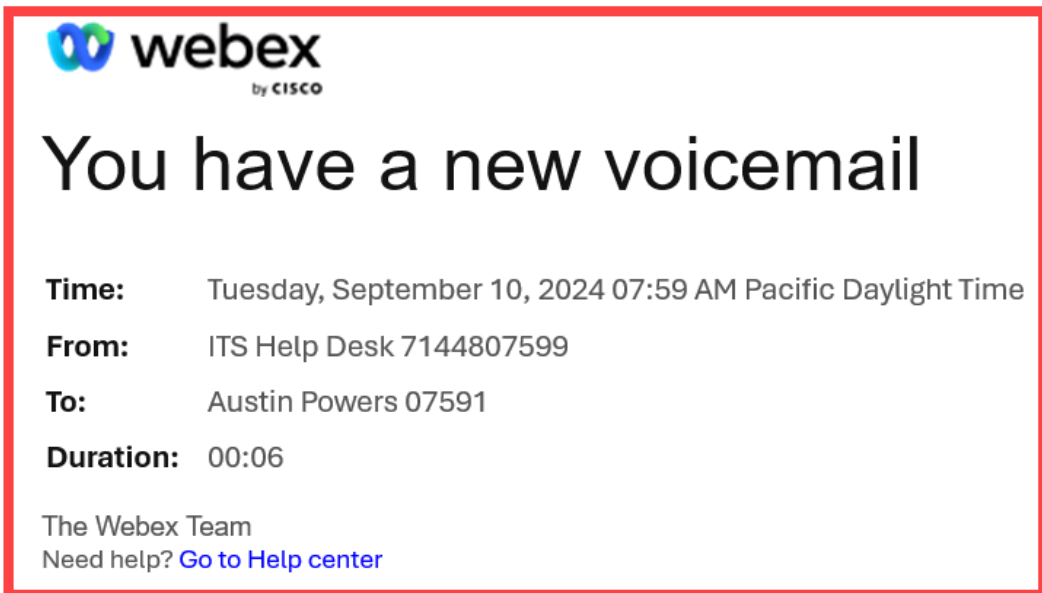 webex
by CISCO
You have a new voicemail
Time: Tuesday, September 10, 2024 07:59 AM Pacific Daylight Time
From: ITS Help Desk 7144807599
To: Austin Powers 07591
Duration: 00:06
The Webex Team
Need help? Go to Help center